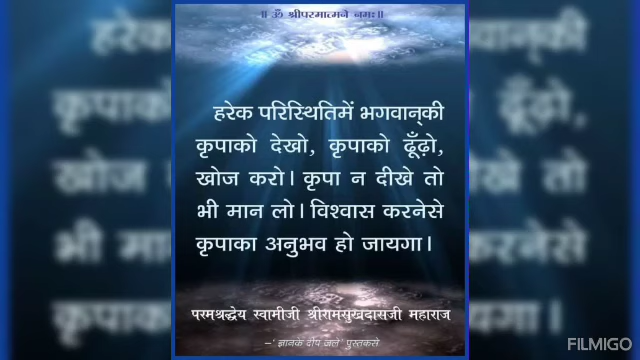 ॥ ॐ श्रीपरमात्मने नमः॥
हरेक परिस्थितिमें भगवान्‌की
कृपाको देखो, कृपाको ढूँढ़ो,
खोज करो। कृपा न दीखे तो
भी मान लो। विश्वास करनेसे
कृपाका अनुभव हो जायगा।
परमश्रद्धेय स्वामीजी श्रीरामसुखदासजी महाराज
–'ज्ञानके दीप जले' पुस्तकसे
FILMIGO